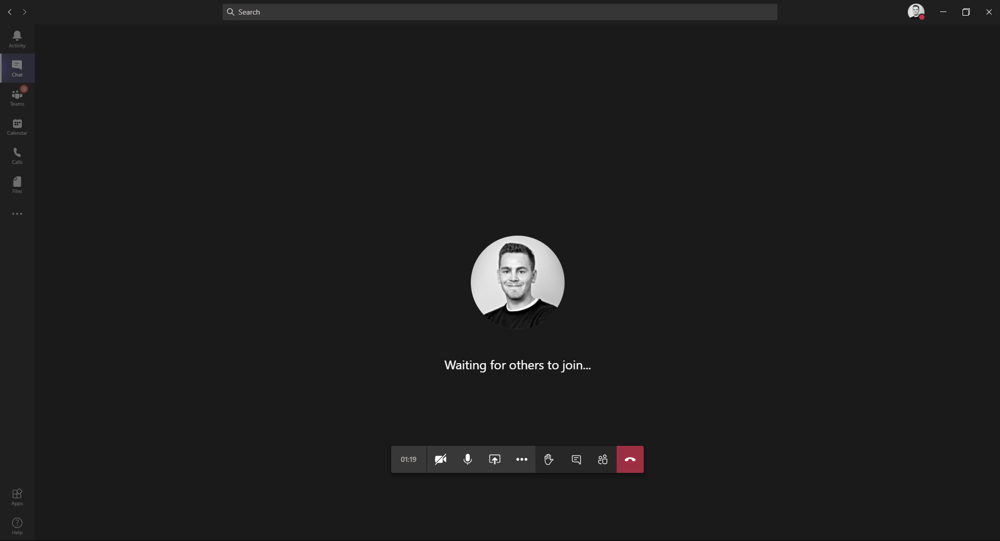 Search
Activity
Chat
@
Teams
Calendar
Calls
Files
Waiting for others to join...
01:19
Apps
?
Help